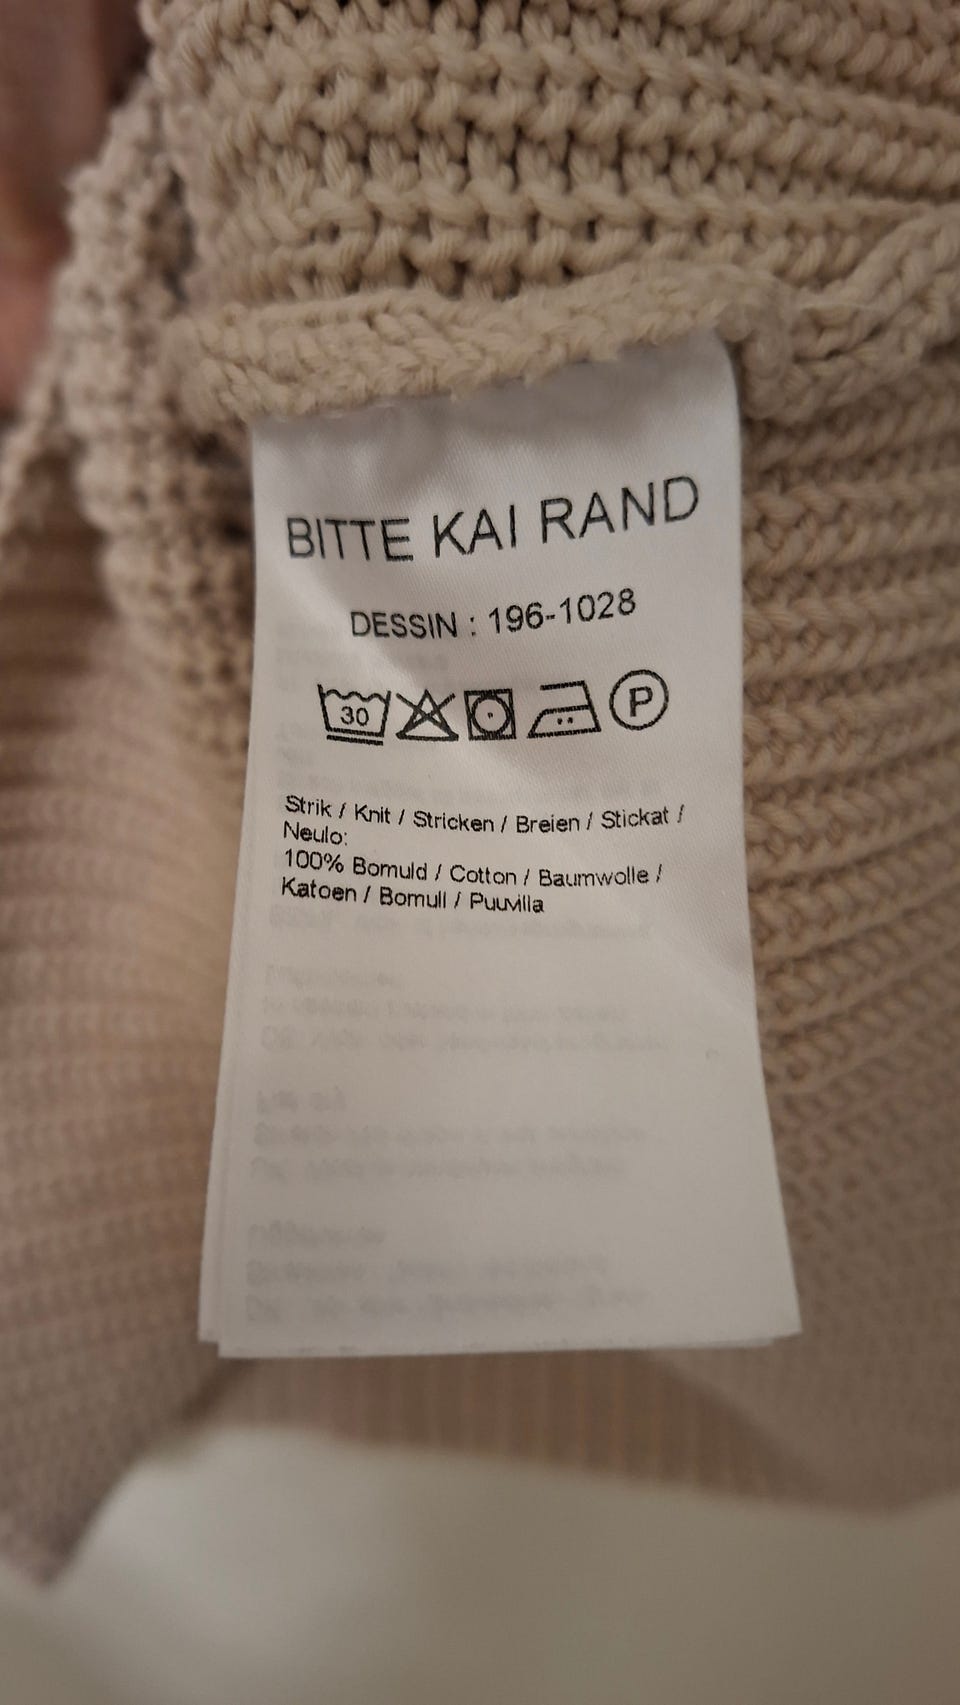 BITTE KAI RAND
DESSIN : 196-1028
30 P
Strik / Knit / Stricken / Breien / Stickat /
Neulo:
100% Bomuld / Cotton / Baumwolle /
Katoen / Bomull / Puuvilla